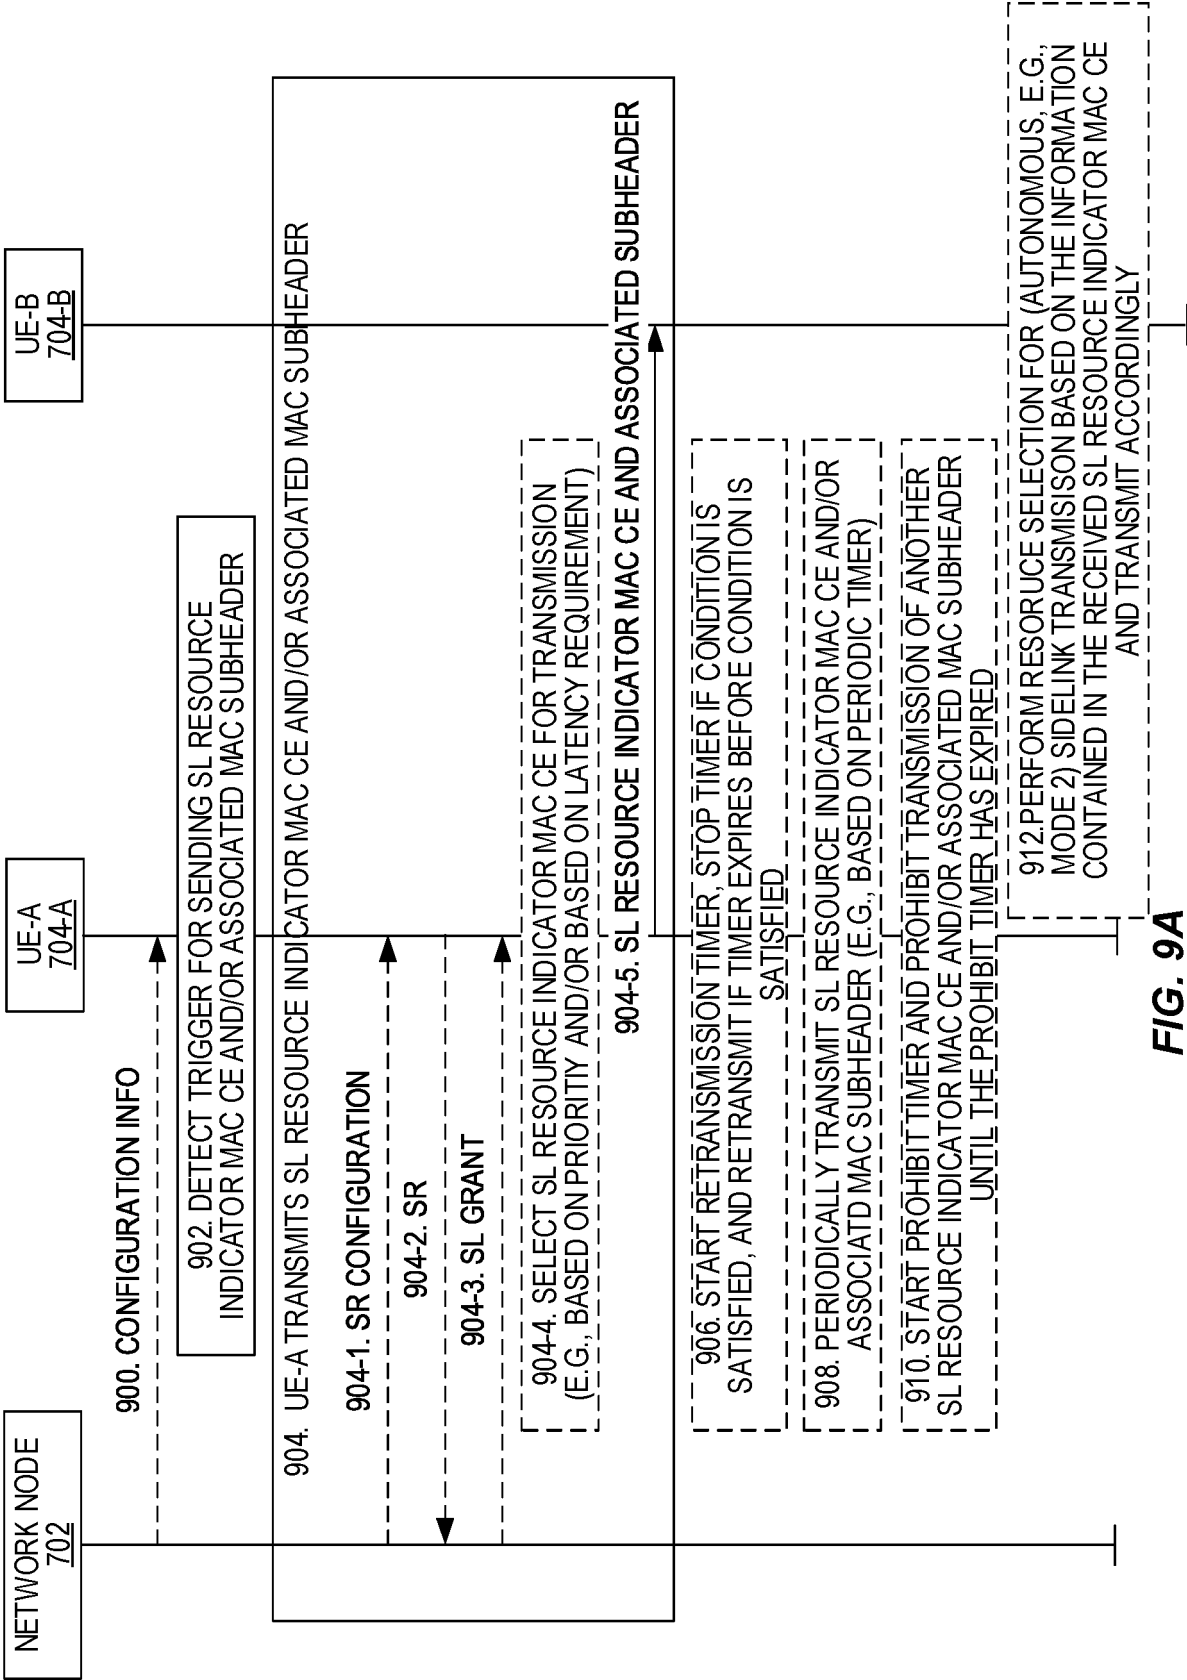 NETWORK NODE
702
UE-A
704-A
UE-B
704-B
900. CONFIGURATION INFO
902. DETECT TRIGGER FOR SENDING SL RESOURCE
INDICATOR MAC CE AND/OR ASSOCIATED MAC SUBHEADER
904. UE-A TRANSMITS SL RESOURCE INDICATOR MAC CE AND/OR ASSOCIATED MAC SUBHEADER
904-1. SR CONFIGURATION
904-2. SR
904-3. SL GRANT
904-4. SELECT SL RESOURCE INDICATOR MAC CE FOR TRANSMISSION
(E.G., BASED ON PRIORITIY AND/OR BASED ON LATENCY REQUIREMENT)
904-5. SL RESOURCE INDICATOR MAC CE AND ASSOCIATED SUBHEADER
906. START RETRANSMISSION TIMER, STOP TIMER IF CONDITION IS
SATISFIED, AND RETRANSMIT IF TIMER EXPIRES BEFORE CONDITION IS
SATISFIED
908. PERIODICALLY TRANSMIT SL RESOURCE INDICATOR MAC CE AND/OR
ASSOCIATD MAC SUBHEADER (E.G., BASED ON PERIODIC TIMER)
910. START PROHIBIT TIMER AND PROHIBIT TRANSMISSION OF ANOTHER
SL RESOURCE INDICATOR MAC CE AND/OR ASSOCIATED MAC SUBHEADER
UNTIL THE PROHIBIT TIMER HAS EXPIRED
912.PERFORM RESORUCE SELECTION FOR (AUTONOMOUS, E.G.,
MODE 2) SIDELINK TRANSMISISON BASED ON THE INFORMATION
CONTAINED IN THE RECEIVED SL RESOURCE INDICATOR MAC CE
AND TRANSMIT ACCORDINGLY
FIG. 9A